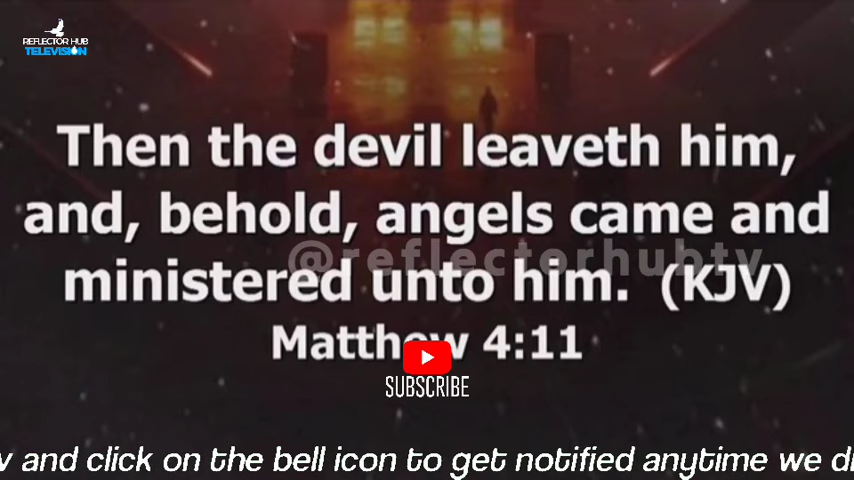 REFLECTOR HUB
TELEVISION
Then the devil leaveth him,
and, behold, angels came and
@reflectorhubtv
ministered unto him. (KJV)
Matthew 4:11
SUBSCRIBE
v and click on the bell icon to get notified anytime we d